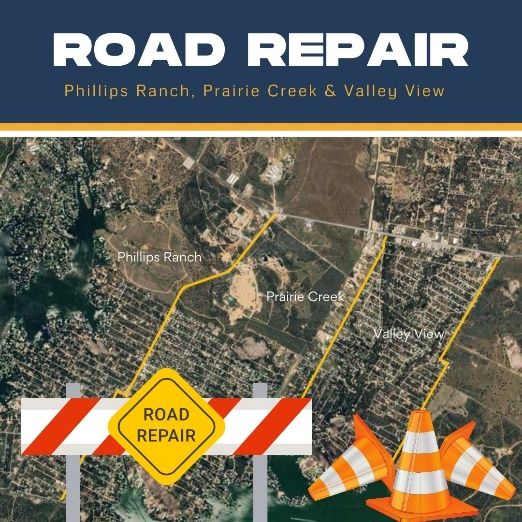 ROAD REPAIR
Phillips Ranch, Prairie Creek & Valley View
Phillips Ranch
Prairie Creek
Valley View
ROAD
REPAIR